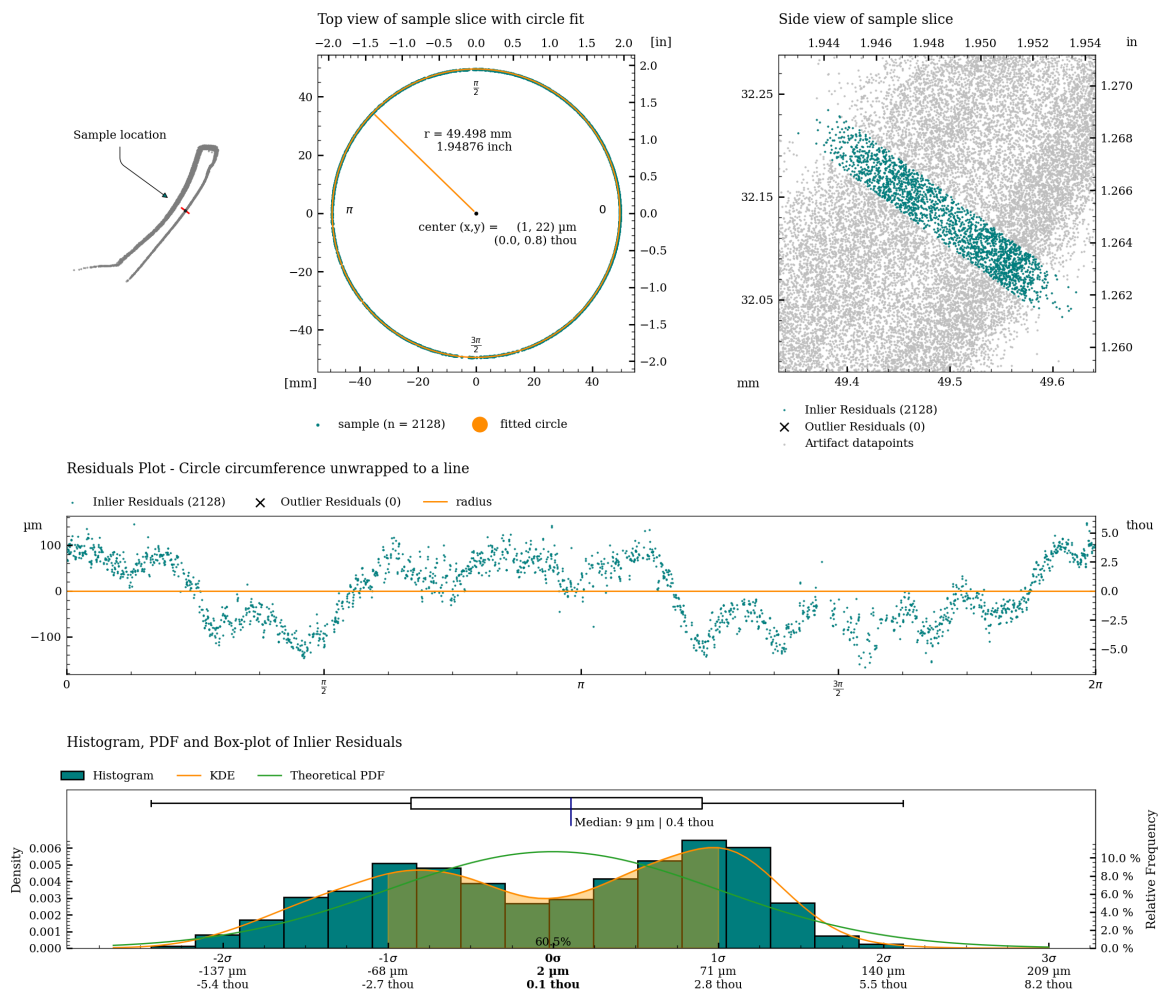 Top view of sample slice with circle fit
−2.0 −1.5 −1.0 −0.5 0.0 0.5 1.0 1.5 2.0 [in]
Sample location
40
20
0
−20
−40
2.0
1.5
1.0
0.5
0.0
−0.5
−1.0
−1.5
−2.0
π/2
r = 49.498 mm
1.94876 inch
π
0
center (x,y) = (1, 22) µm
(0.0, 0.8) thou
3π/2
[mm] −40 −20 0 20 40
sample (n = 2128) fitted circle
Side view of sample slice
1.944 1.946 1.948 1.950 1.952 1.954 in
32.25
32.15
32.05
1.270
1.268
1.266
1.264
1.262
1.260
mm 49.4 49.5 49.6
Inlier Residuals (2128)
Outlier Residuals (0)
Artifact datapoints
Residuals Plot - Circle circumference unwrapped to a line
Inlier Residuals (2128) Outlier Residuals (0) radius
µm
100
0
−100
thou
5.0
2.5
0.0
−2.5
−5.0
0 π/2 π 3π/2 2π
Histogram, PDF and Box-plot of Inlier Residuals
Histogram KDE Theoretical PDF
Median: 9 µm | 0.4 thou
Density
0.006
0.005
0.004
0.003
0.002
0.001
0.000
Relative Frequency
10.0 %
8.0 %
6.0 %
4.0 %
2.0 %
0.0 %
60.5%
-2σ -1σ 0σ 1σ 2σ 3σ
-137 µm -68 µm 2 µm 71 µm 140 µm 209 µm
-5.4 thou -2.7 thou 0.1 thou 2.8 thou 5.5 thou 8.2 thou